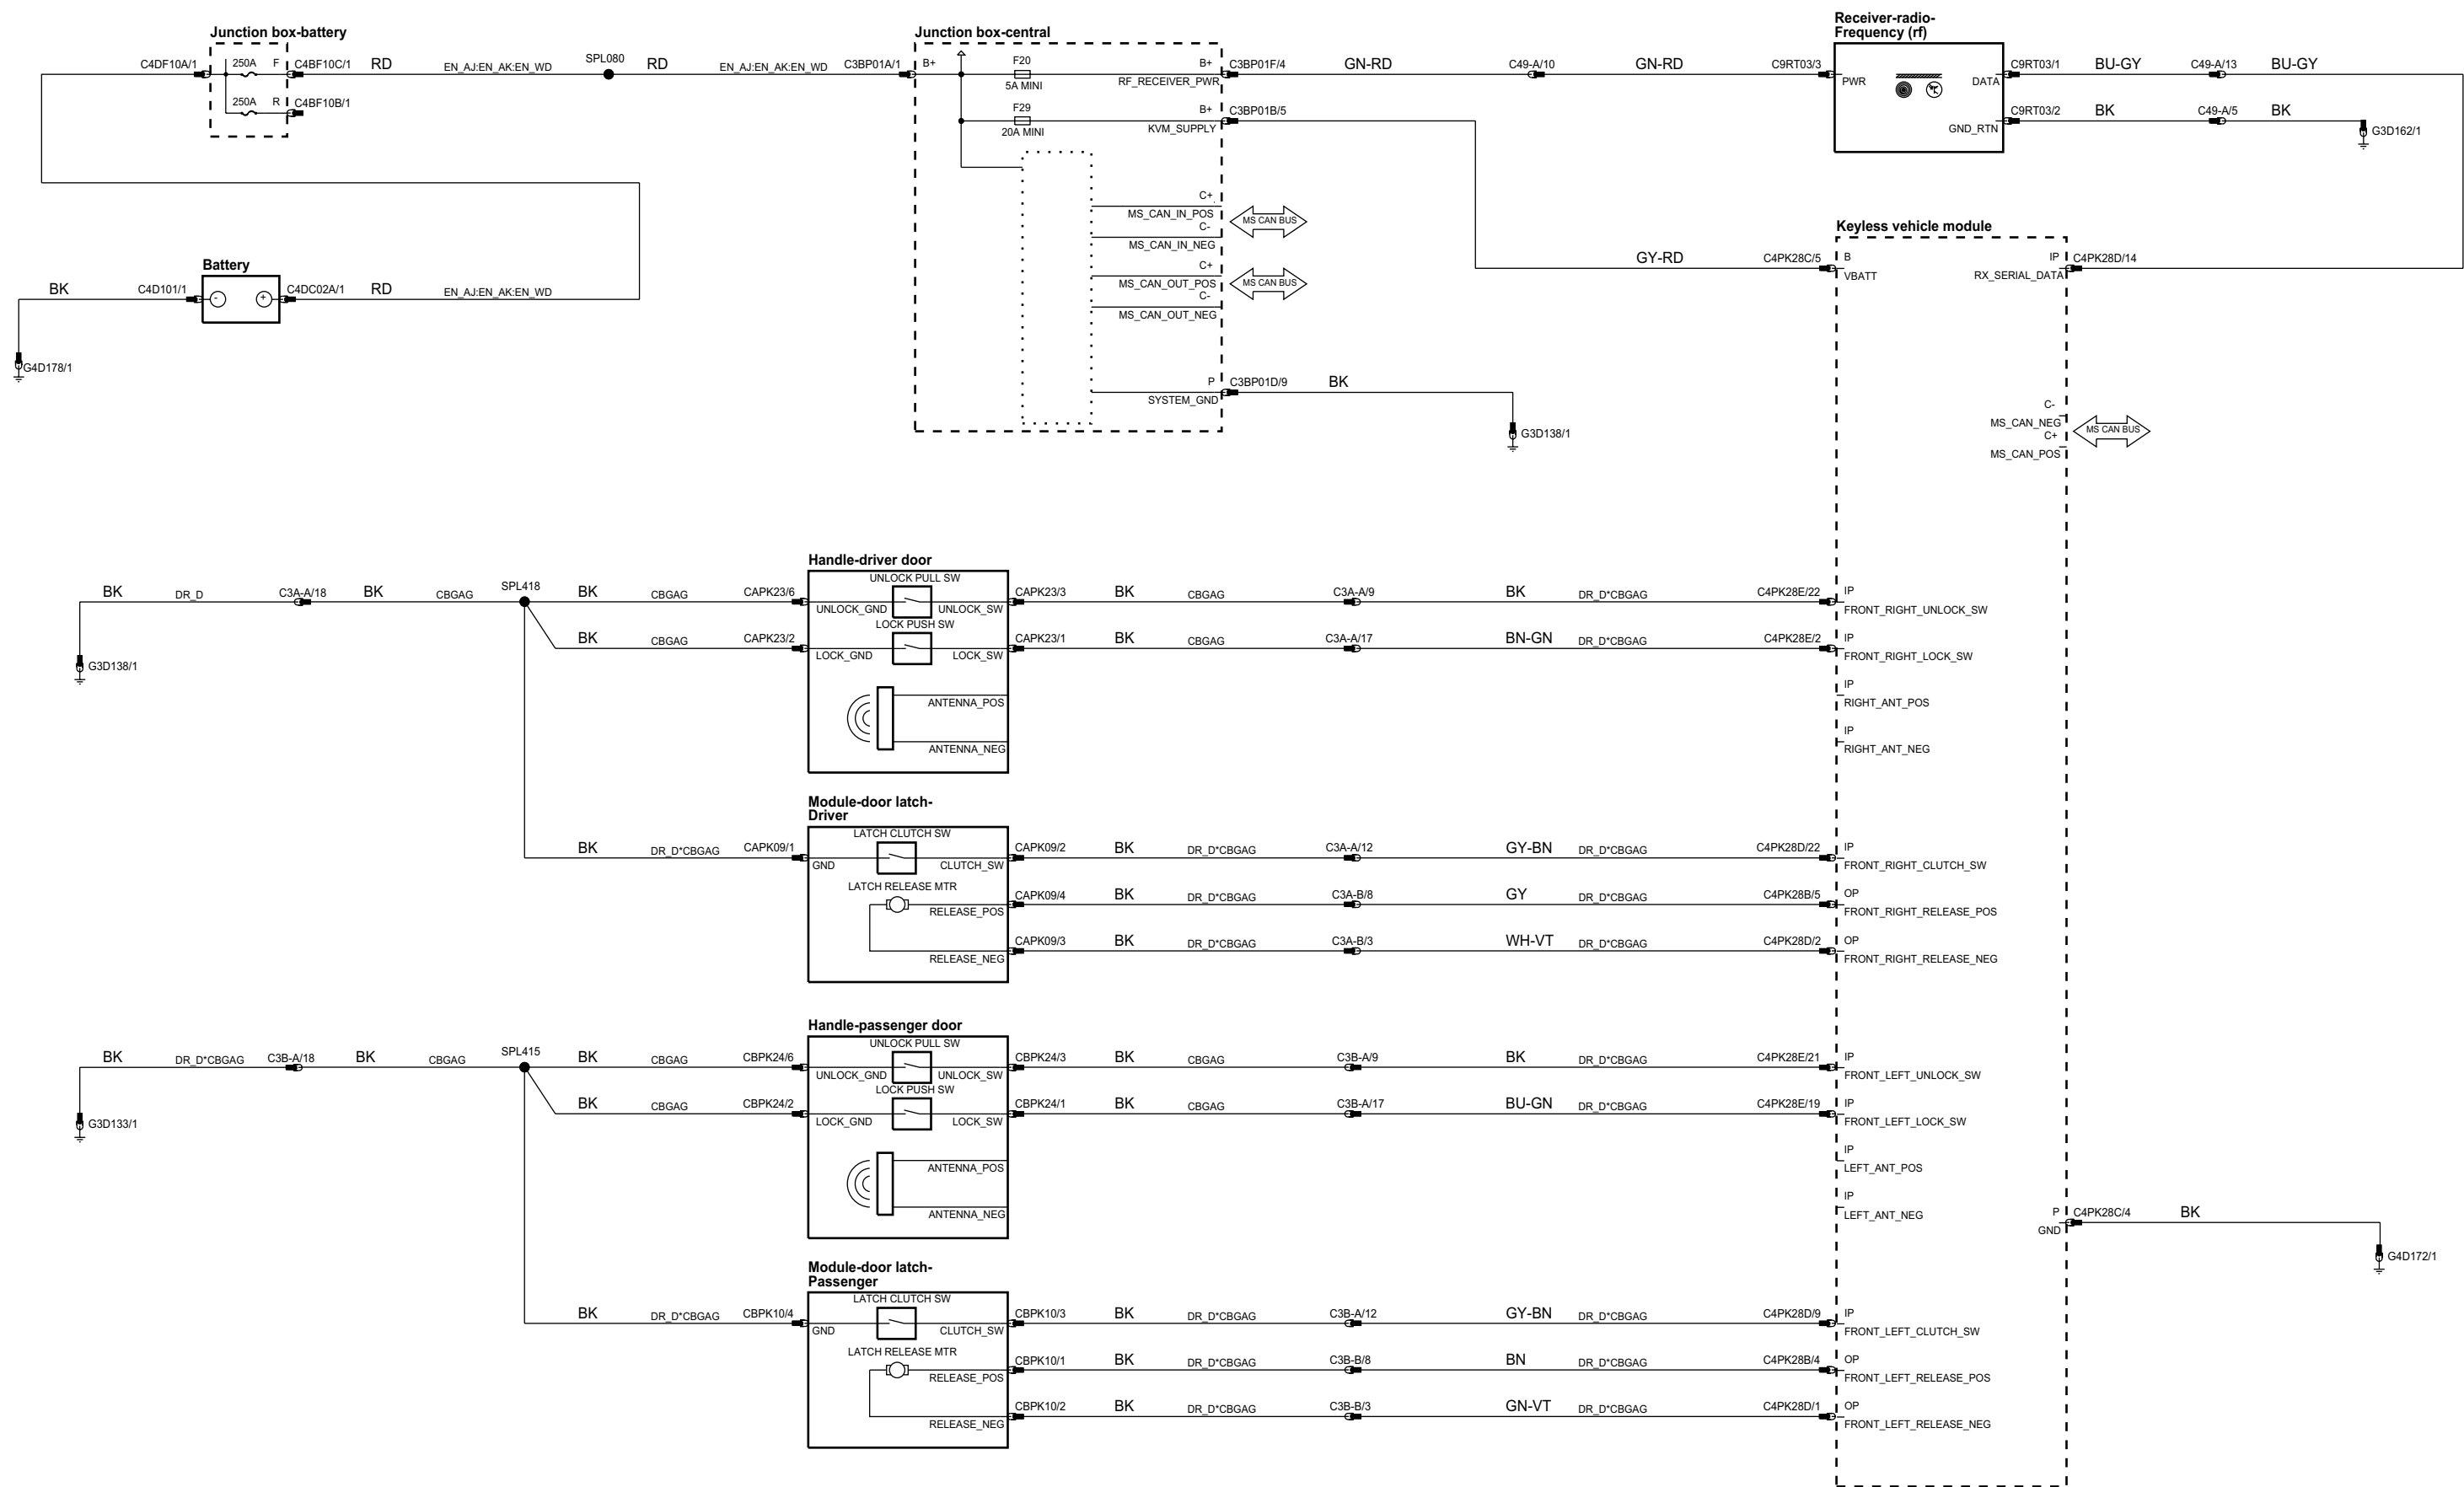 Junction box-battery
C4DF10A/1
250A
F
C4BF10C/1
RD
EN_AJ:EN_AK:EN_WD
SPL080
RD
EN_AJ:EN_AK:EN_WD
C3BP01A/1
250A
R
C4BF10B/1
Junction box-central
B+
F20
5A MINI
B+
RF_RECEIVER_PWR
C3BP01F/4
GN-RD
C49-A/10
GN-RD
C9RT03/3
F29
20A MINI
B+
KVM_SUPPLY
C3BP01B/5
C+
MS_CAN_IN_POS
C-
MS_CAN_IN_NEG
MS CAN BUS
C+
MS_CAN_OUT_POS
C-
MS_CAN_OUT_NEG
MS CAN BUS
P
SYSTEM_GND
C3BP01D/9
BK
G3D138/1
Receiver-radio-
Frequency (rf)
PWR
DATA
C9RT03/1
BU-GY
C49-A/13
BU-GY
GND_RTN
C9RT03/2
BK
C49-A/5
BK
G3D162/1
Battery
BK
C4D101/1
-
+
C4DC02A/1
RD
EN_AJ:EN_AK:EN_WD
G4D178/1
Keyless vehicle module
GY-RD
C4PK28C/5
B
VBATT
IP
RX_SERIAL_DATA
C4PK28D/14
C-
MS_CAN_NEG
C+
MS_CAN_POS
MS CAN BUS
Handle-driver door
BK
DR_D
C3A-A/18
BK
CBGAG
SPL418
BK
CBGAG
CAPK23/6
UNLOCK PULL SW
UNLOCK_GND
UNLOCK_SW
CAPK23/3
BK
CBGAG
C3A-A/9
BK
DR_D*CBGAG
C4PK28E/22
IP
FRONT_RIGHT_UNLOCK_SW
G3D138/1
BK
CBGAG
CAPK23/2
LOCK PUSH SW
LOCK_GND
LOCK_SW
CAPK23/1
BK
CBGAG
C3A-A/17
BN-GN
DR_D*CBGAG
C4PK28E/2
IP
FRONT_RIGHT_LOCK_SW
ANTENNA_POS
IP
RIGHT_ANT_POS
ANTENNA_NEG
IP
RIGHT_ANT_NEG
Module-door latch-
Driver
BK
DR_D*CBGAG
CAPK09/1
LATCH CLUTCH SW
GND
CLUTCH_SW
CAPK09/2
BK
DR_D*CBGAG
C3A-A/12
GY-BN
DR_D*CBGAG
C4PK28D/22
IP
FRONT_RIGHT_CLUTCH_SW
LATCH RELEASE MTR
RELEASE_POS
CAPK09/4
BK
DR_D*CBGAG
C3A-B/8
GY
DR_D*CBGAG
C4PK28B/5
OP
FRONT_RIGHT_RELEASE_POS
RELEASE_NEG
CAPK09/3
BK
DR_D*CBGAG
C3A-B/3
WH-VT
DR_D*CBGAG
C4PK28D/2
OP
FRONT_RIGHT_RELEASE_NEG
Handle-passenger door
BK
DR_D*CBGAG
C3B-A/18
BK
CBGAG
SPL415
BK
CBGAG
CBPK24/6
UNLOCK PULL SW
UNLOCK_GND
UNLOCK_SW
CBPK24/3
BK
CBGAG
C3B-A/9
BK
DR_D*CBGAG
C4PK28E/21
IP
FRONT_LEFT_UNLOCK_SW
G3D133/1
BK
CBGAG
CBPK24/2
LOCK PUSH SW
LOCK_GND
LOCK_SW
CBPK24/1
BK
CBGAG
C3B-A/17
BU-GN
DR_D*CBGAG
C4PK28E/19
IP
FRONT_LEFT_LOCK_SW
ANTENNA_POS
IP
LEFT_ANT_POS
ANTENNA_NEG
IP
LEFT_ANT_NEG
P
GND
C4PK28C/4
BK
G4D172/1
Module-door latch-
Passenger
BK
DR_D*CBGAG
CBPK10/4
LATCH CLUTCH SW
GND
CLUTCH_SW
CBPK10/3
BK
DR_D*CBGAG
C3B-A/12
GY-BN
DR_D*CBGAG
C4PK28D/9
IP
FRONT_LEFT_CLUTCH_SW
LATCH RELEASE MTR
RELEASE_POS
CBPK10/1
BK
DR_D*CBGAG
C3B-B/8
BN
DR_D*CBGAG
C4PK28B/4
OP
FRONT_LEFT_RELEASE_POS
RELEASE_NEG
CBPK10/2
BK
DR_D*CBGAG
C3B-B/3
GN-VT
DR_D*CBGAG
C4PK28D/1
OP
FRONT_LEFT_RELEASE_NEG